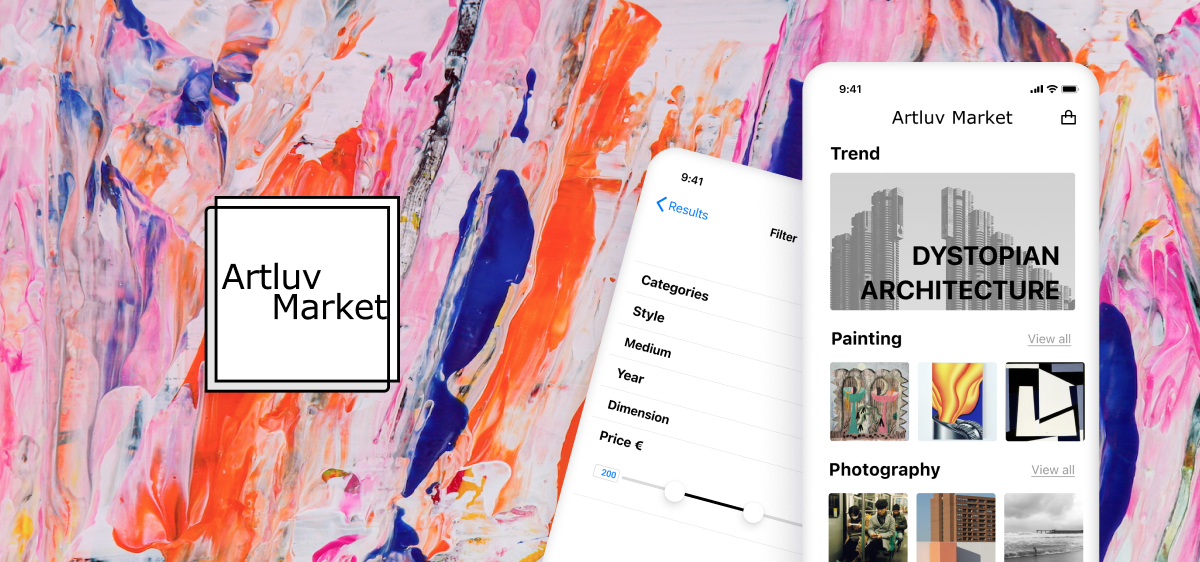 Artluv
Market
9:41
Results
Filter
Categories
Style
Medium
Year
Dimension
Price €
200
9:41
Artluv Market
Trend
DYSTOPIAN
ARCHITECTURE
Painting
View all
Photography
View all